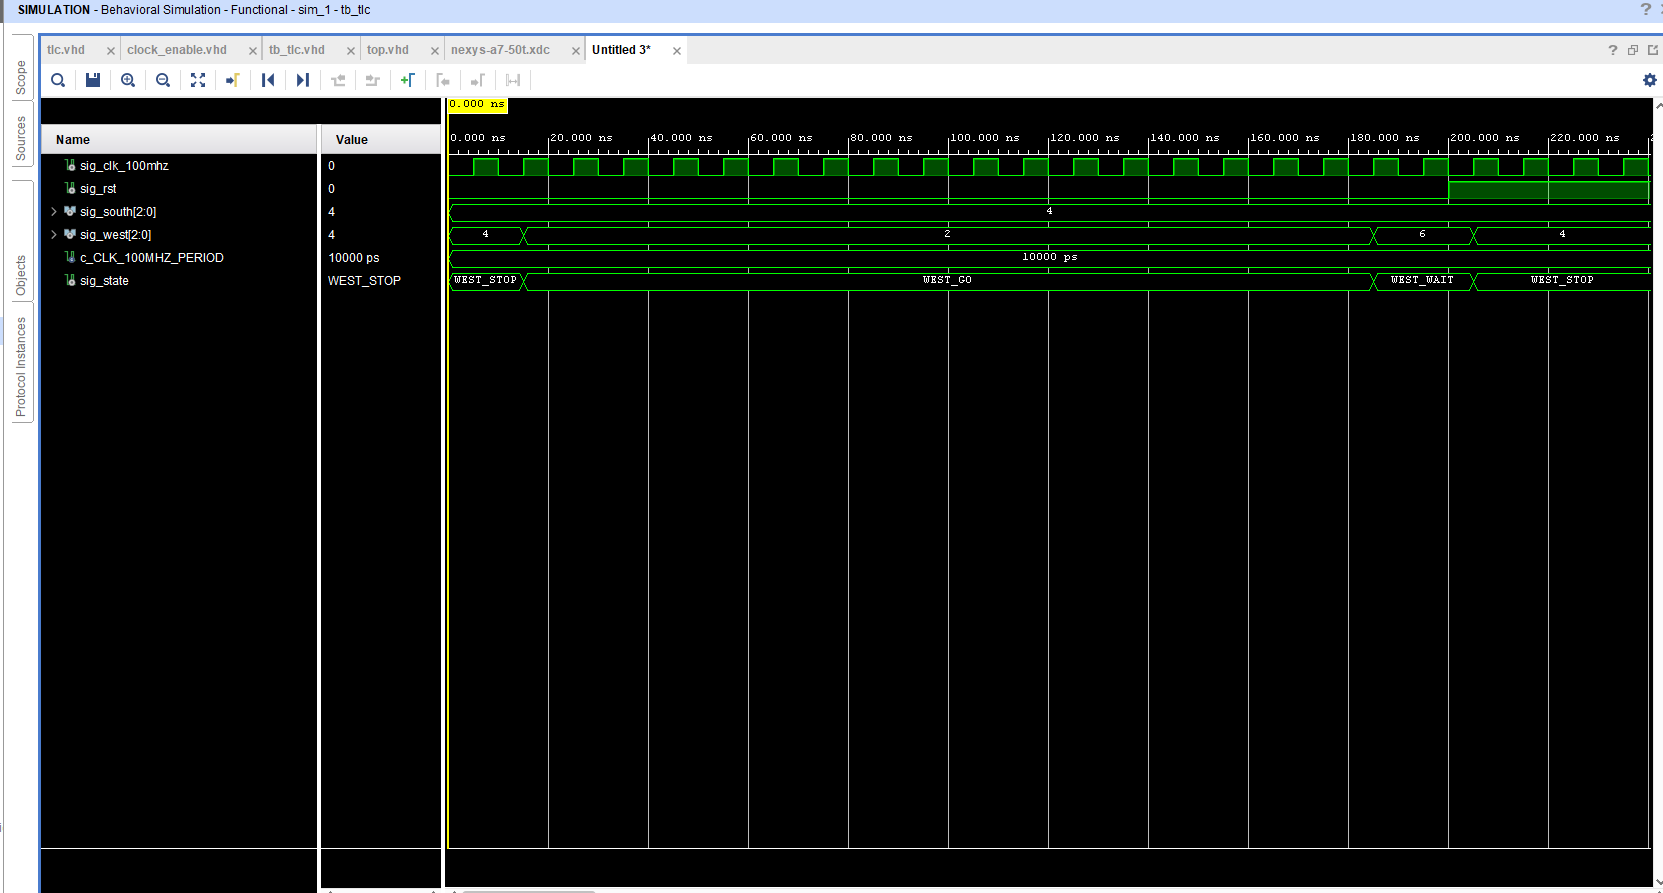 SIMULATION - Behavioral Simulation - Functional - sim_1 - tb_tlc
?
tlc.vhd
clock_enable.vhd
tb_tlc.vhd
top.vhd
nexys-a7-50t.xdc
Untitled 3*
?
Scope
Sources
Objects
Protocol Instances
0.000 ns
Name
Value
0.000 ns
20.000 ns
40.000 ns
60.000 ns
80.000 ns
100.000 ns
120.000 ns
140.000 ns
160.000 ns
180.000 ns
200.000 ns
220.000 ns
sig_clk_100mhz
0
sig_rst
0
sig_south[2:0]
4
4
sig_west[2:0]
4
4
2
6
4
c_CLK_100MHZ_PERIOD
10000 ps
10000 ps
sig_state
WEST_STOP
WEST_STOP
WEST_GO
WEST_WAIT
WEST_STOP